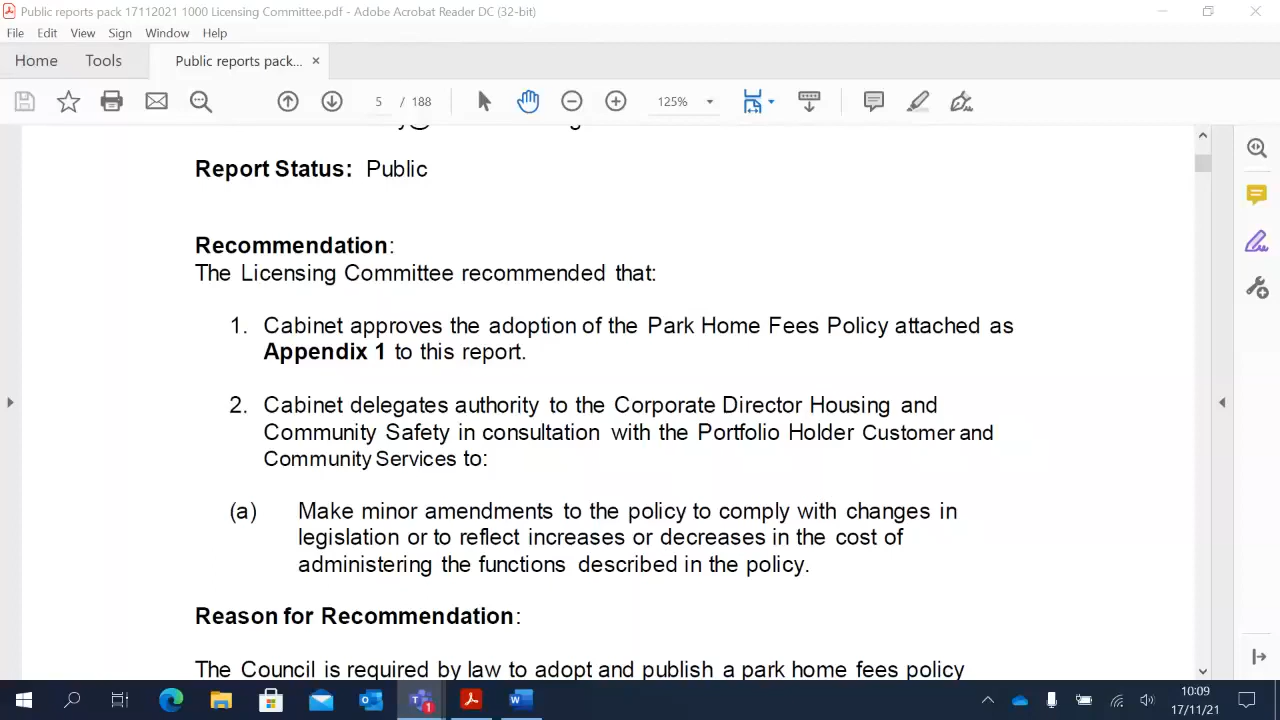 Public reports pack 17112021 1000 Licensing Committee.pdf - Adobe Acrobat Reader DC (32-bit)
File Edit View Sign Window Help
Home Tools Public reports pack... ×
5 / 188 125%
Report Status: Public
Recommendation:
The Licensing Committee recommended that:
1. Cabinet approves the adoption of the Park Home Fees Policy attached as
Appendix 1 to this report.
2. Cabinet delegates authority to the Corporate Director Housing and
Community Safety in consultation with the Portfolio Holder Customer and
Community Services to:
(a) Make minor amendments to the policy to comply with changes in
legislation or to reflect increases or decreases in the cost of
administering the functions described in the policy.
Reason for Recommendation:
The Council is required by law to adopt and publish a park home fees policy
10:09
17/11/21